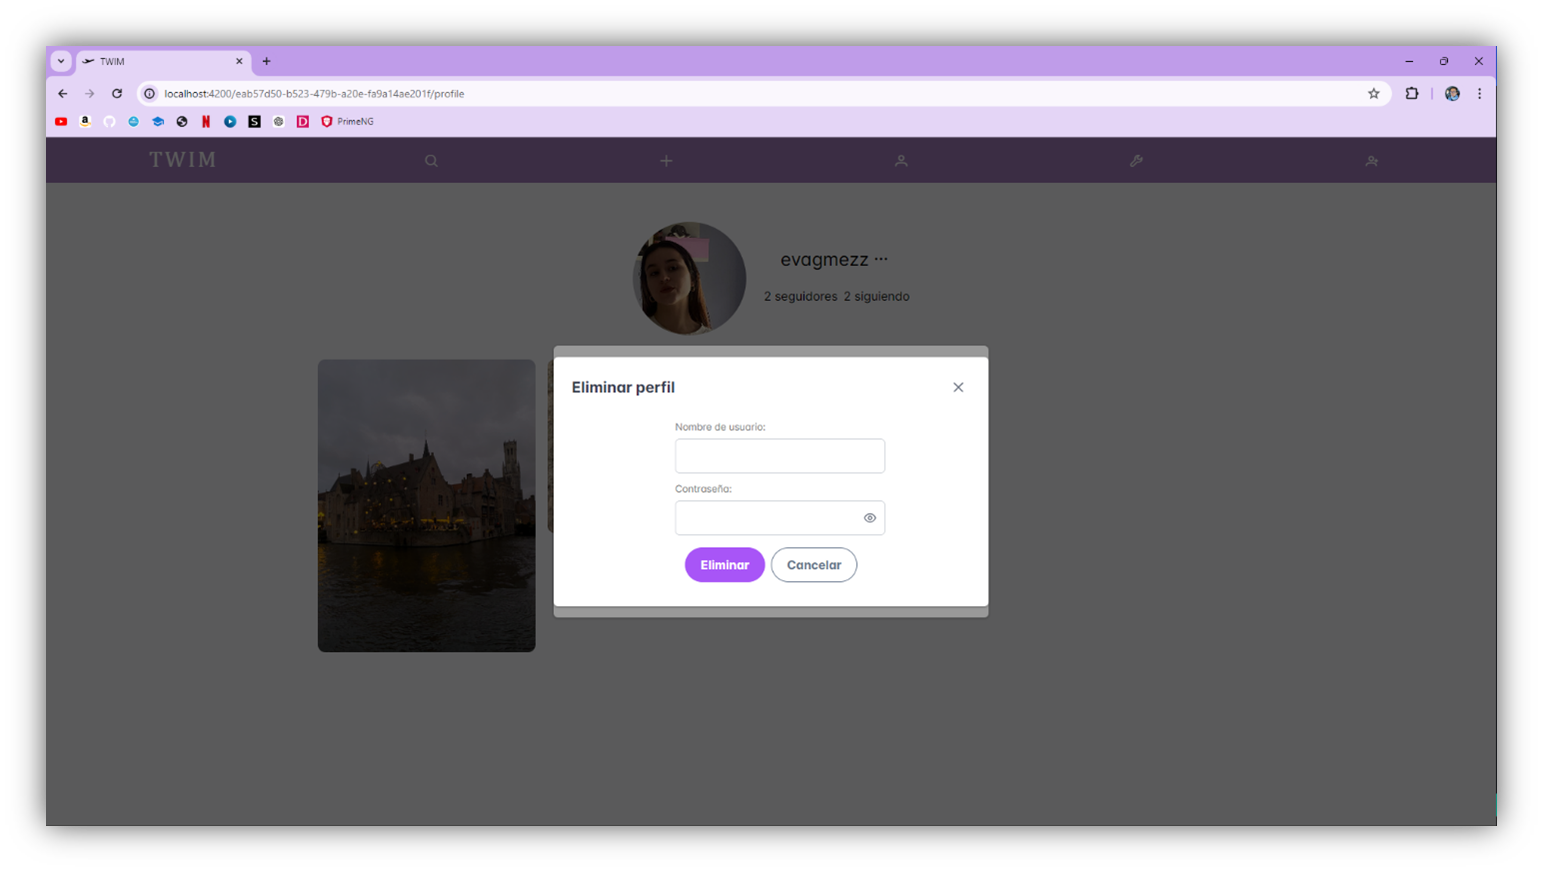 TWIM
localhost:4200/eab57d50-b523-479b-a20e-fa9a14ae201f/profile
PrimeNG
TWIM
evagmezz ···
2 seguidores 2 siguiendo
Eliminar perfil
Nombre de usuario:
Contraseña:
Eliminar
Cancelar